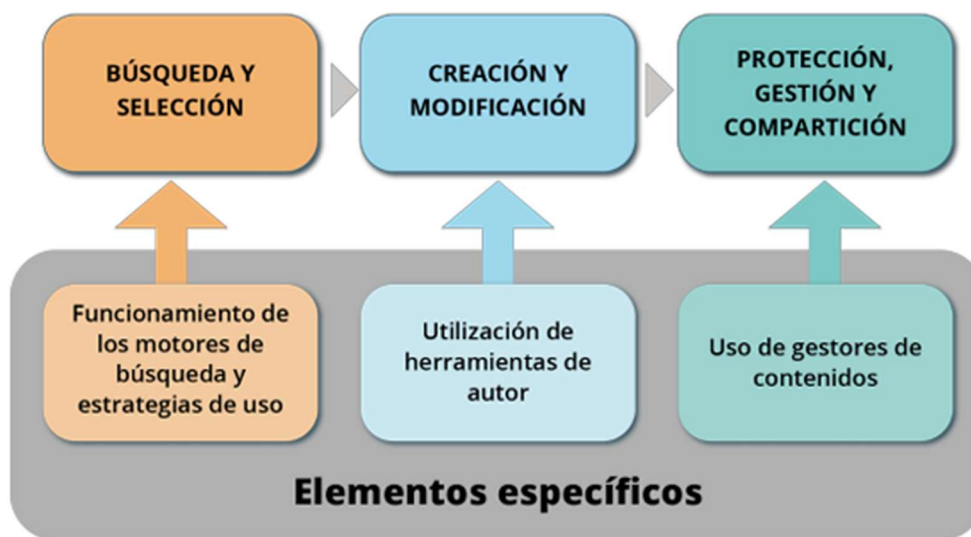 BÚSQUEDA Y
SELECCIÓN
CREACIÓN Y
MODIFICACIÓN
PROTECCIÓN,
GESTIÓN Y
COMPARTICIÓN
Funcionamiento de
los motores de
búsqueda y
estrategias de uso
Utilización de
herramientas de
autor
Uso de gestores de
contenidos
Elementos específicos